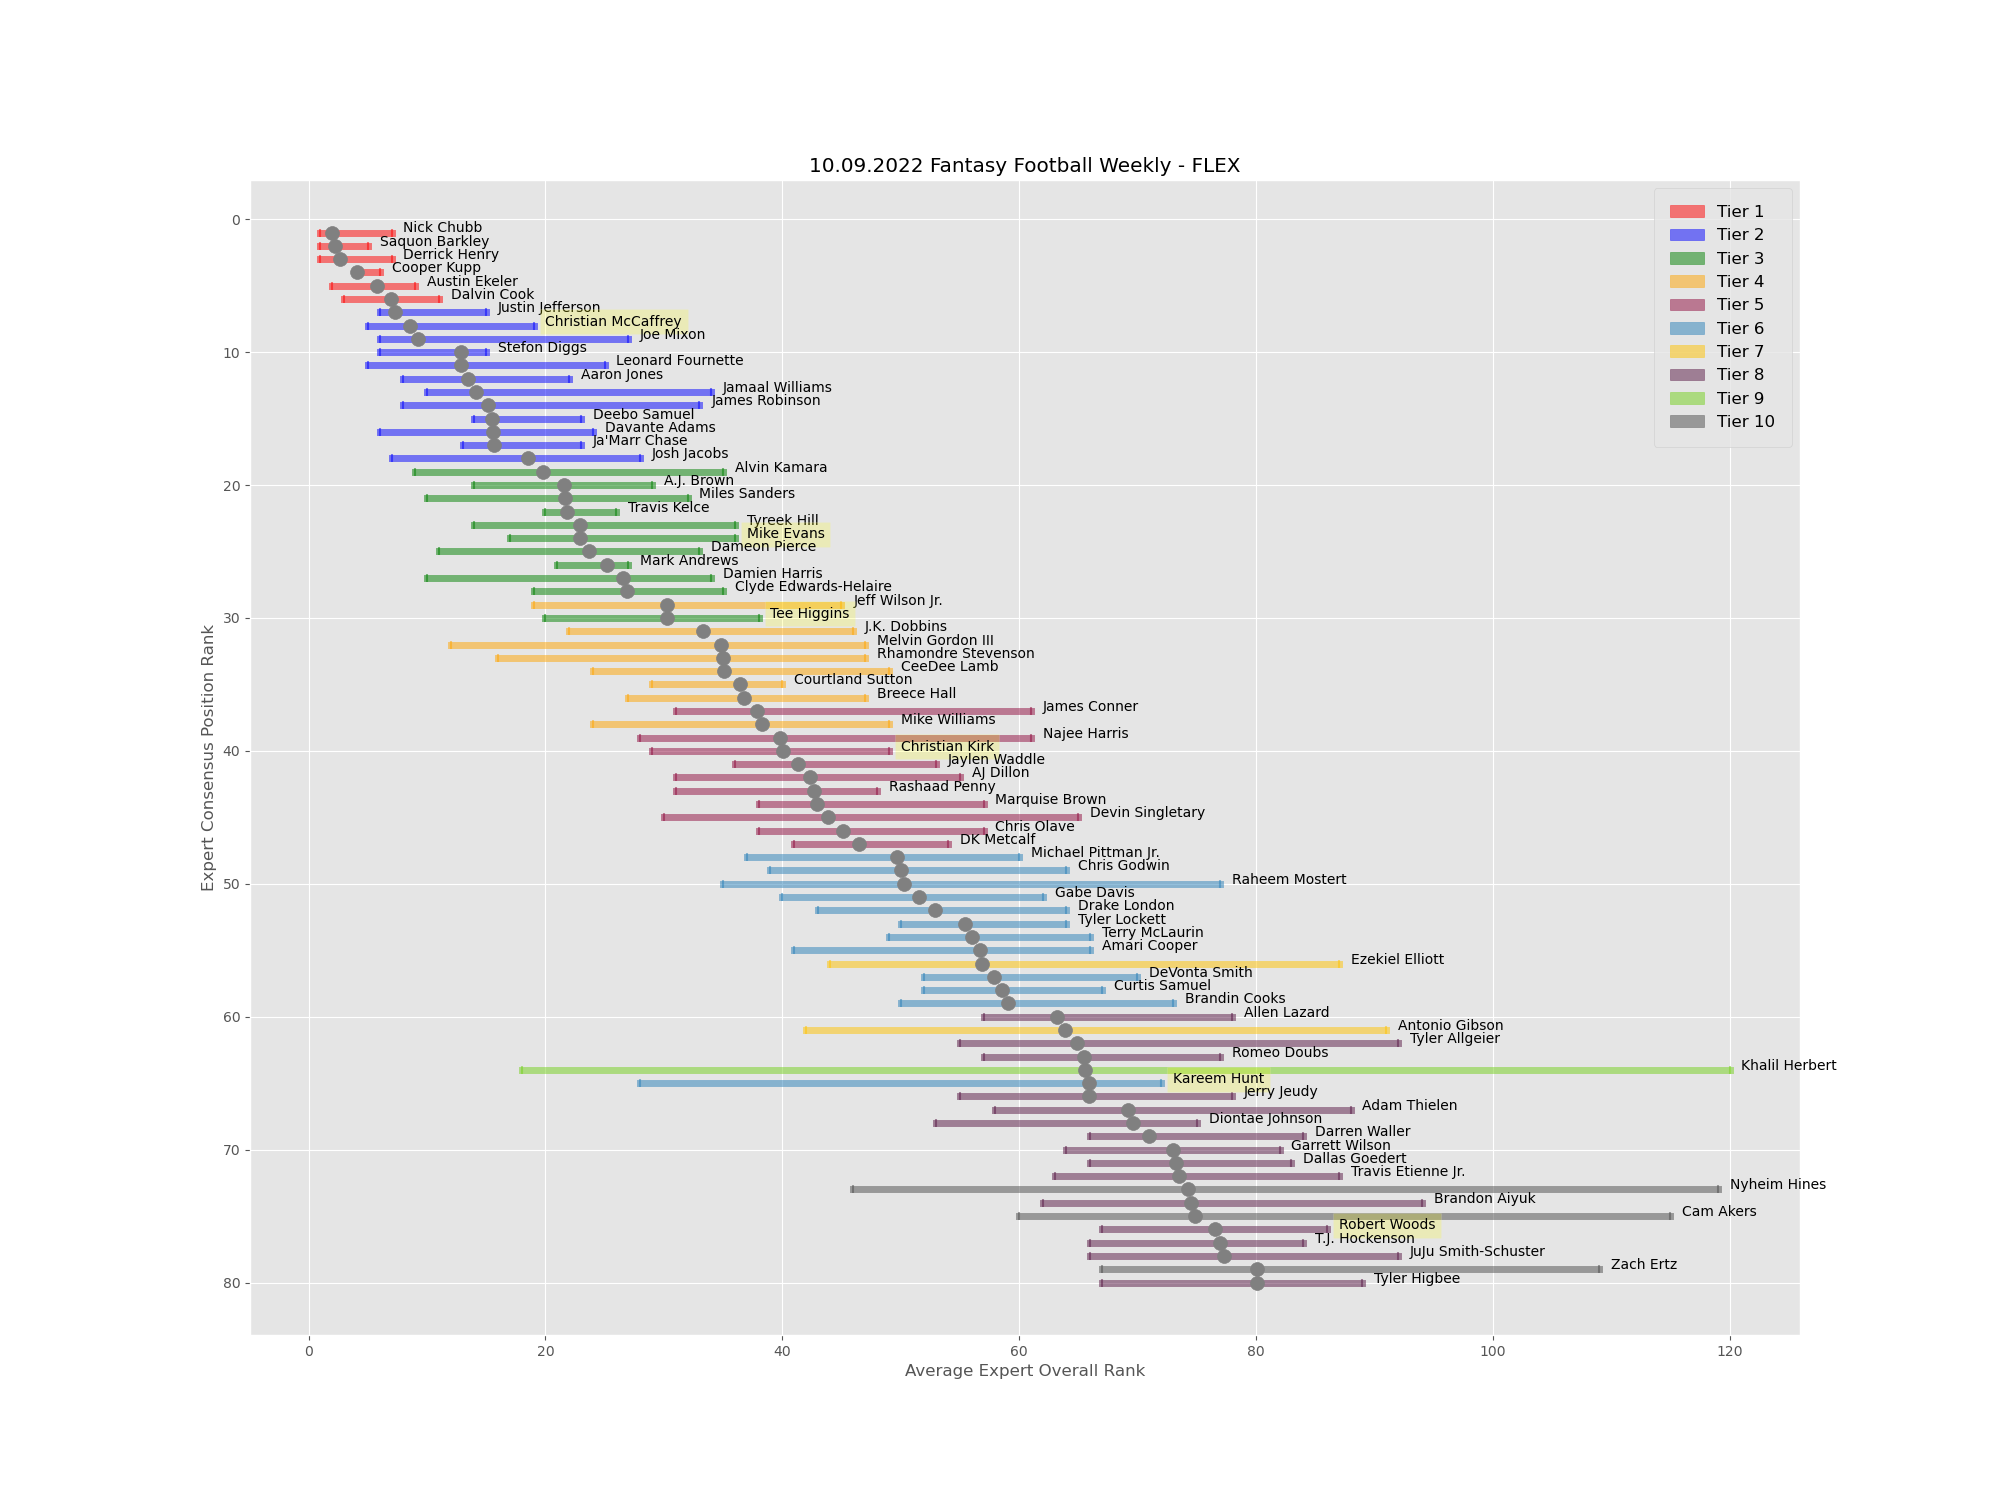 10.09.2022 Fantasy Football Weekly - FLEX
Tier 1
Tier 2
Tier 3
Tier 4
Tier 5
Tier 6
Tier 7
Tier 8
Tier 9
Tier 10
Expert Consensus Position Rank
0
10
20
30
40
50
60
70
80
Nick Chubb
Saquon Barkley
Derrick Henry
Cooper Kupp
Austin Ekeler
Dalvin Cook
Justin Jefferson
Christian McCaffrey
Joe Mixon
Stefon Diggs
Leonard Fournette
Aaron Jones
Jamaal Williams
James Robinson
Deebo Samuel
Davante Adams
Ja'Marr Chase
Josh Jacobs
Alvin Kamara
A.J. Brown
Miles Sanders
Travis Kelce
Tyreek Hill
Mike Evans
Dameon Pierce
Mark Andrews
Damien Harris
Clyde Edwards-Helaire
Jeff Wilson Jr.
Tee Higgins
J.K. Dobbins
Melvin Gordon III
Rhamondre Stevenson
CeeDee Lamb
Courtland Sutton
Breece Hall
James Conner
Mike Williams
Najee Harris
Christian Kirk
Jaylen Waddle
AJ Dillon
Rashaad Penny
Marquise Brown
Devin Singletary
Chris Olave
DK Metcalf
Michael Pittman Jr.
Chris Godwin
Raheem Mostert
Gabe Davis
Drake London
Tyler Lockett
Terry McLaurin
Amari Cooper
Ezekiel Elliott
DeVonta Smith
Curtis Samuel
Brandin Cooks
Allen Lazard
Antonio Gibson
Tyler Allgeier
Romeo Doubs
Khalil Herbert
Kareem Hunt
Jerry Jeudy
Adam Thielen
Diontae Johnson
Darren Waller
Garrett Wilson
Dallas Goedert
Travis Etienne Jr.
Nyheim Hines
Brandon Aiyuk
Cam Akers
Robert Woods
T.J. Hockenson
JuJu Smith-Schuster
Zach Ertz
Tyler Higbee
0 20 40 60 80 100 120
Average Expert Overall Rank